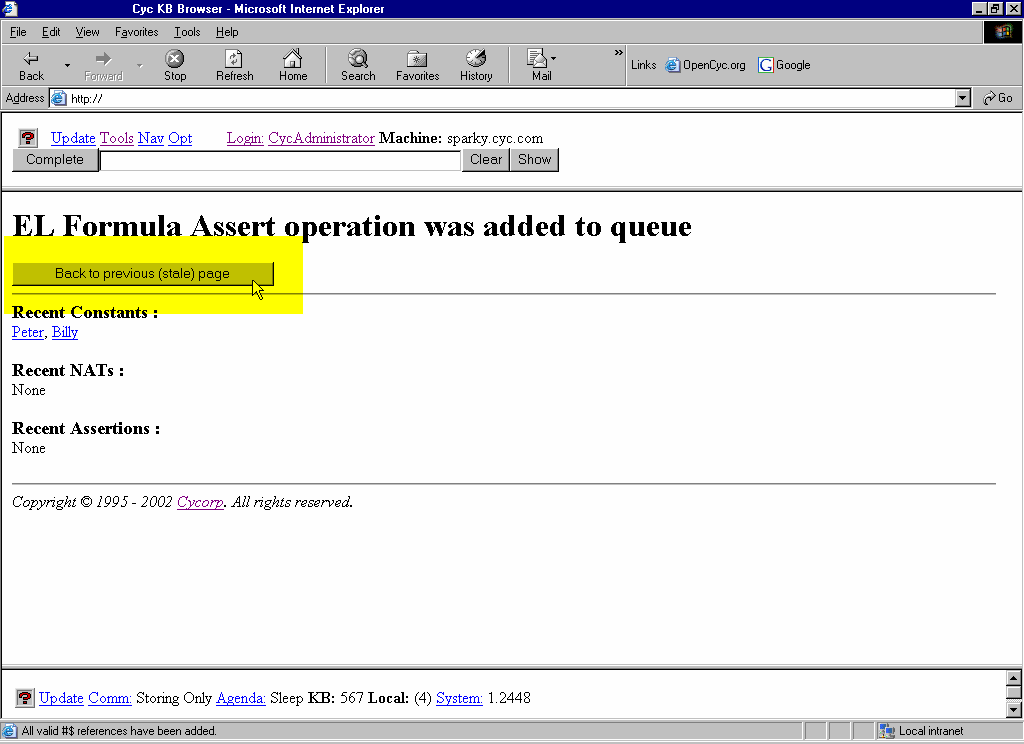 Cyc KB Browser - Microsoft Internet Explorer
File Edit View Favorites Tools Help
Back Forward Stop Refresh Home Search Favorites History Mail » Links OpenCyc.org G Google
Address http:// Go
? Update Tools Nav Opt Login: CycAdministrator Machine: sparky.cyc.com
Complete Clear Show
EL Formula Assert operation was added to queue
Back to previous (stale) page
Recent Constants :
Peter, Billy
Recent NATs :
None
Recent Assertions :
None
Copyright © 1995 - 2002 Cycorp. All rights reserved.
? Update Comm: Storing Only Agenda: Sleep KB: 567 Local: (4) System: 1.2448
All valid #$ references have been added. Local intranet